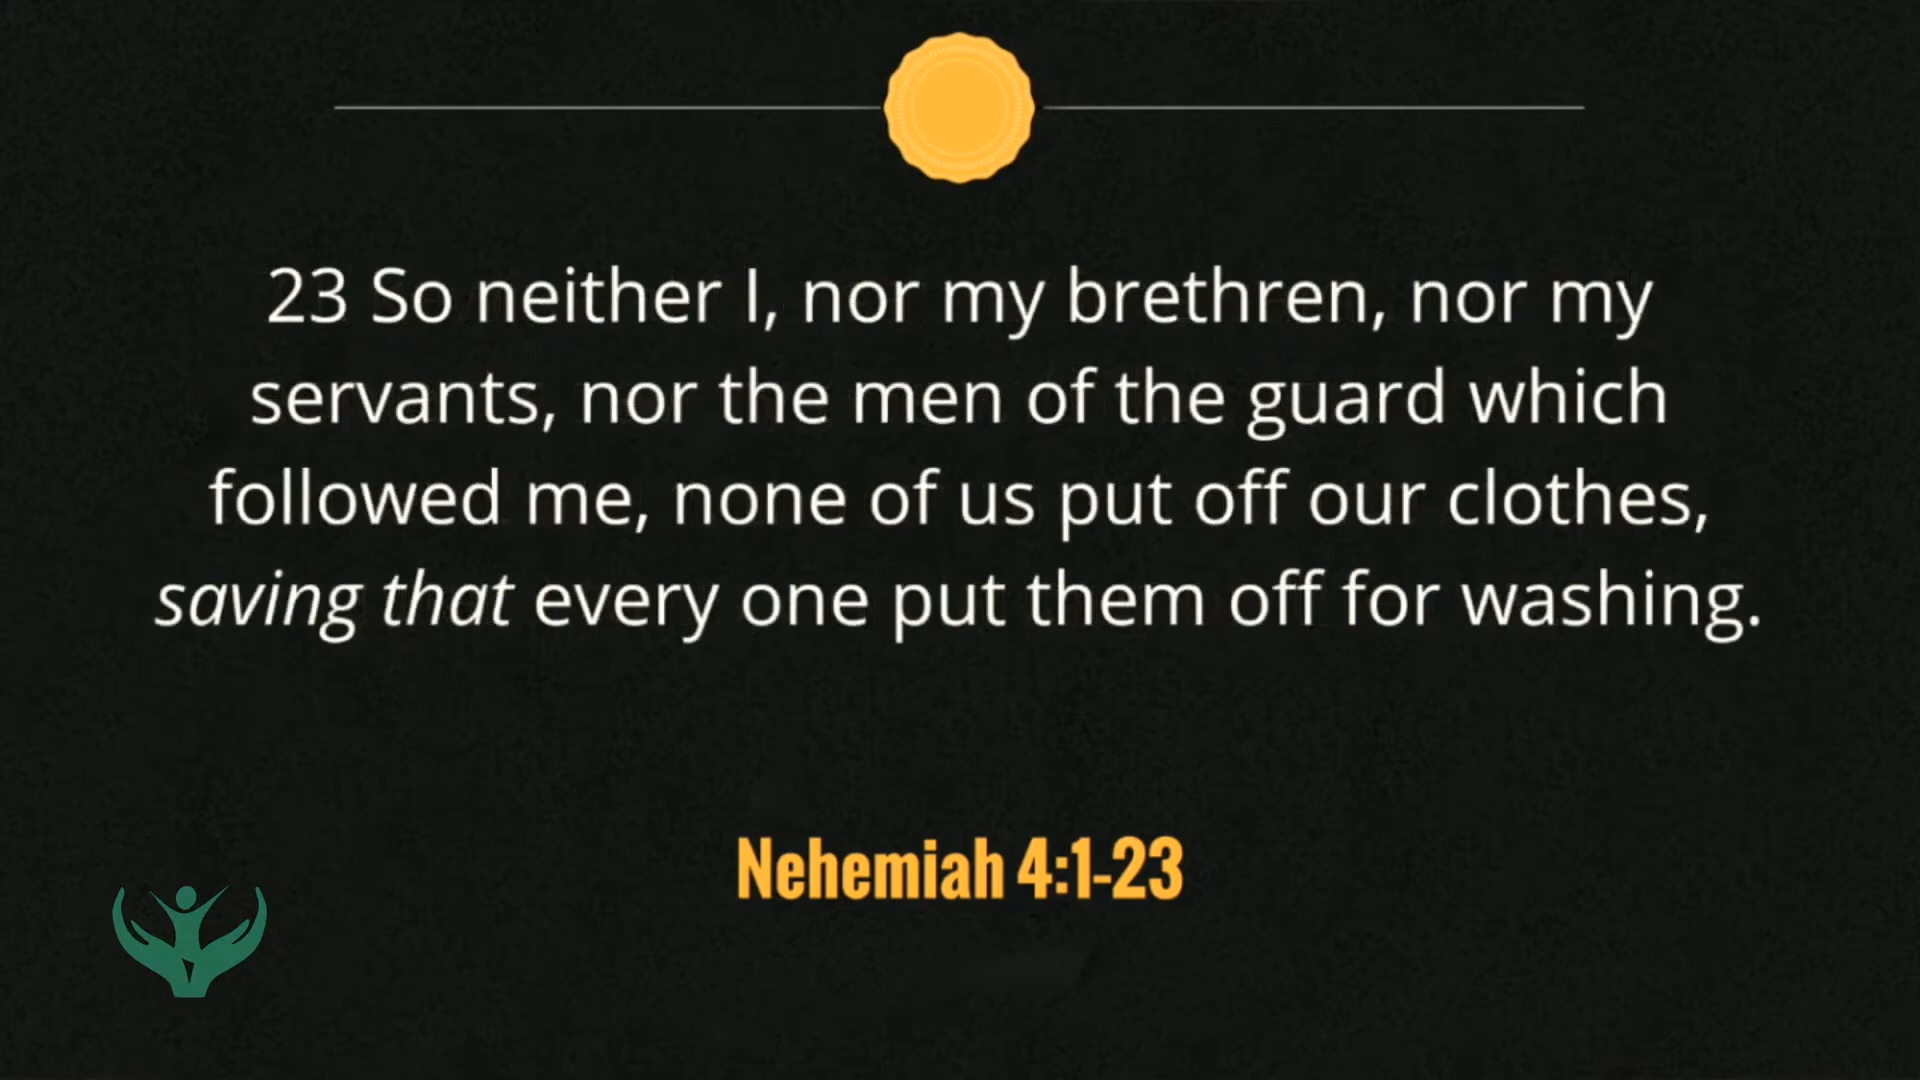 23 So neither I, nor my brethren, nor my
servants, nor the men of the guard which
followed me, none of us put off our clothes,
saving that every one put them off for washing.
Nehemiah 4:1-23